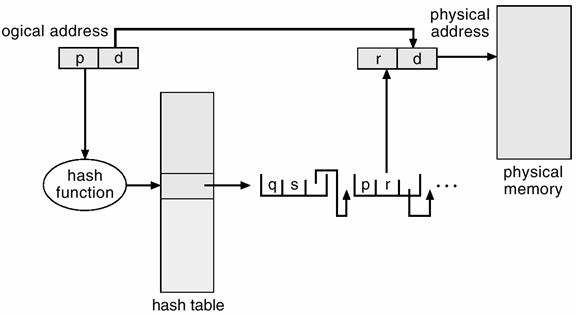 ogical address
physical
address
p d
r d
hash
function
q s
p r
...
physical
memory
hash table